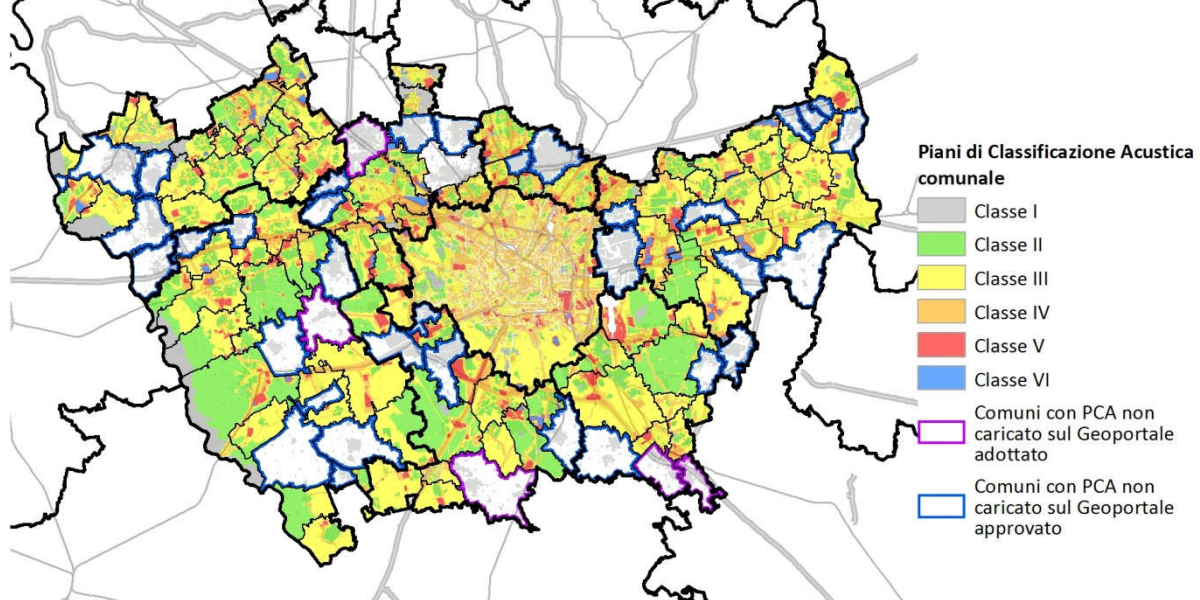 Piani di Classificazione Acustica
comunale
Classe I
Classe II
Classe III
Classe IV
Classe V
Classe VI
Comuni con PCA non
caricato sul Geoportale
adottato
Comuni con PCA non
caricato sul Geoportale
approvato